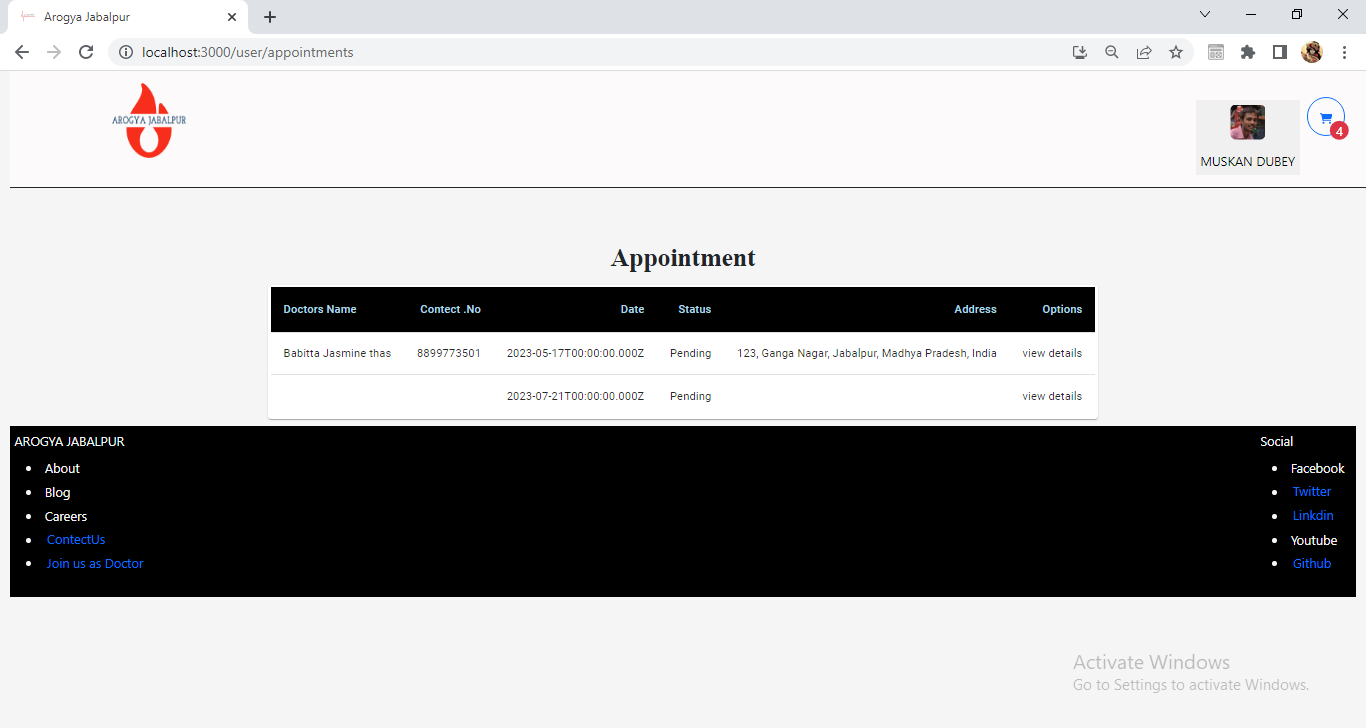 Arogya Jabalpur
localhost:3000/user/appointments
AROGYA JABALPUR
MUSKAN DUBEY
4
Appointment
Doctors Name Contect .No Date Status Address Options
Babitta Jasmine thas 8899773501 2023-05-17T00:00:00.000Z Pending 123, Ganga Nagar, Jabalpur, Madhya Pradesh, India view details
2023-07-21T00:00:00.000Z Pending view details
AROGYA JABALPUR
About
Blog
Careers
ContectUs
Join us as Doctor
Social
Facebook
Twitter
Linkdin
Youtube
Github
Activate Windows
Go to Settings to activate Windows.